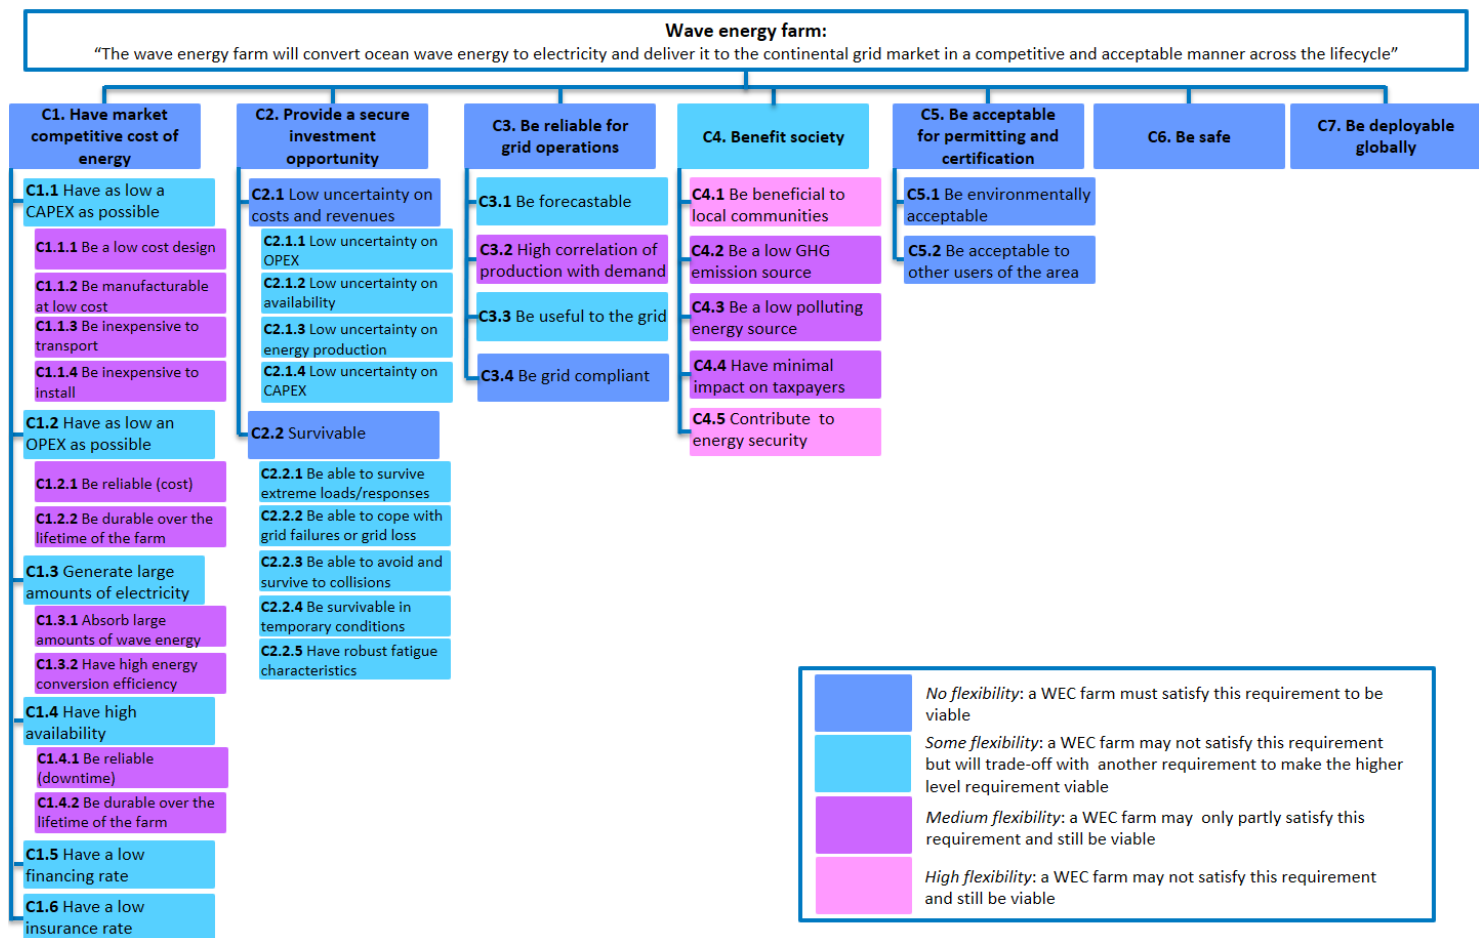 Wave energy farm:
“The wave energy farm will convert ocean wave energy to electricity and deliver it to the continental grid market in a competitive and acceptable manner across the lifecycle”
C1. Have market
competitive cost of
energy
C1.1 Have as low a
CAPEX as possible
C1.1.1 Be a low cost design
C1.1.2 Be manufacturable
at low cost
C1.1.3 Be inexpensive to
transport
C1.1.4 Be inexpensive to
install
C1.2 Have as low an
OPEX as possible
C1.2.1 Be reliable (cost)
C1.2.2 Be durable over the
lifetime of the farm
C1.3 Generate large
amounts of electricity
C1.3.1 Absorb large
amounts of wave energy
C1.3.2 Have high energy
conversion efficiency
C1.4 Have high
availability
C1.4.1 Be reliable
(downtime)
C1.4.2 Be durable over the
lifetime of the farm
C1.5 Have a low
financing rate
C1.6 Have a low
insurance rate
C2. Provide a secure
investment
opportunity
C2.1 Low uncertainty on
costs and revenues
C2.1.1 Low uncertainty on
OPEX
C2.1.2 Low uncertainty on
availability
C2.1.3 Low uncertainty on
energy production
C2.1.4 Low uncertainty on
CAPEX
C2.2 Survivable
C2.2.1 Be able to survive
extreme loads/responses
C2.2.2 Be able to cope with
grid failures or grid loss
C2.2.3 Be able to avoid and
survive to collisions
C2.2.4 Be survivable in
temporary conditions
C2.2.5 Have robust fatigue
characteristics
C3. Be reliable for
grid operations
C3.1 Be forecastable
C3.2 High correlation of
production with demand
C3.3 Be useful to the grid
C3.4 Be grid compliant
C4. Benefit society
C4.1 Be beneficial to
local communities
C4.2 Be a low GHG
emission source
C4.3 Be a low polluting
energy source
C4.4 Have minimal
impact on taxpayers
C4.5 Contribute to
energy security
C5. Be acceptable
for permitting and
certification
C5.1 Be environmentally
acceptable
C5.2 Be acceptable to
other users of the area
C6. Be safe
C7. Be deployable
globally
No flexibility: a WEC farm must satisfy this requirement to be
viable
Some flexibility: a WEC farm may not satisfy this requirement
but will trade-off with another requirement to make the higher
level requirement viable
Medium flexibility: a WEC farm may only partly satisfy this
requirement and still be viable
High flexibility: a WEC farm may not satisfy this requirement
and still be viable